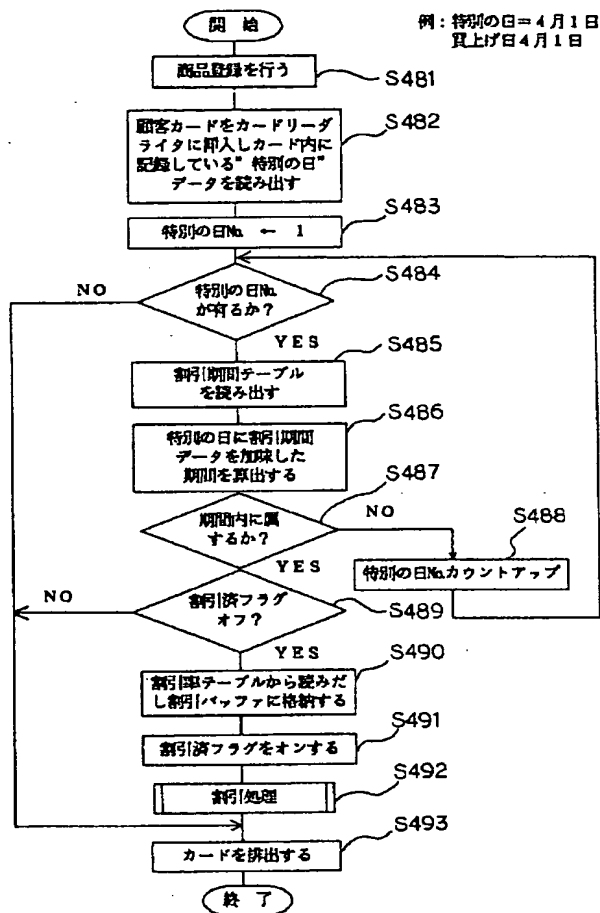 開 始
例：特別の日＝4月1日
買上げ日4月1日
商品登録を行う
S481
顧客カードをカードリーダ
ライタに挿入しカード内に
記録している”特別の日”
データを読み出す
S482
特別の日No. ← 1
S483
特別の日No.
が有るか？
S484
NO
YES
割引期間テーブル
を読み出す
S485
特別の日に割引期間
データを加味した
期間を算出する
S486
期間内に属
するか？
S487
NO
YES
特別の日No.カウントアップ
S488
割引済フラグ
オフ？
S489
NO
YES
割引率テーブルから読みだ
し割引バッファに格納する
S490
割引済フラグをオンする
S491
割引処理
S492
カードを排出する
S493
終 了